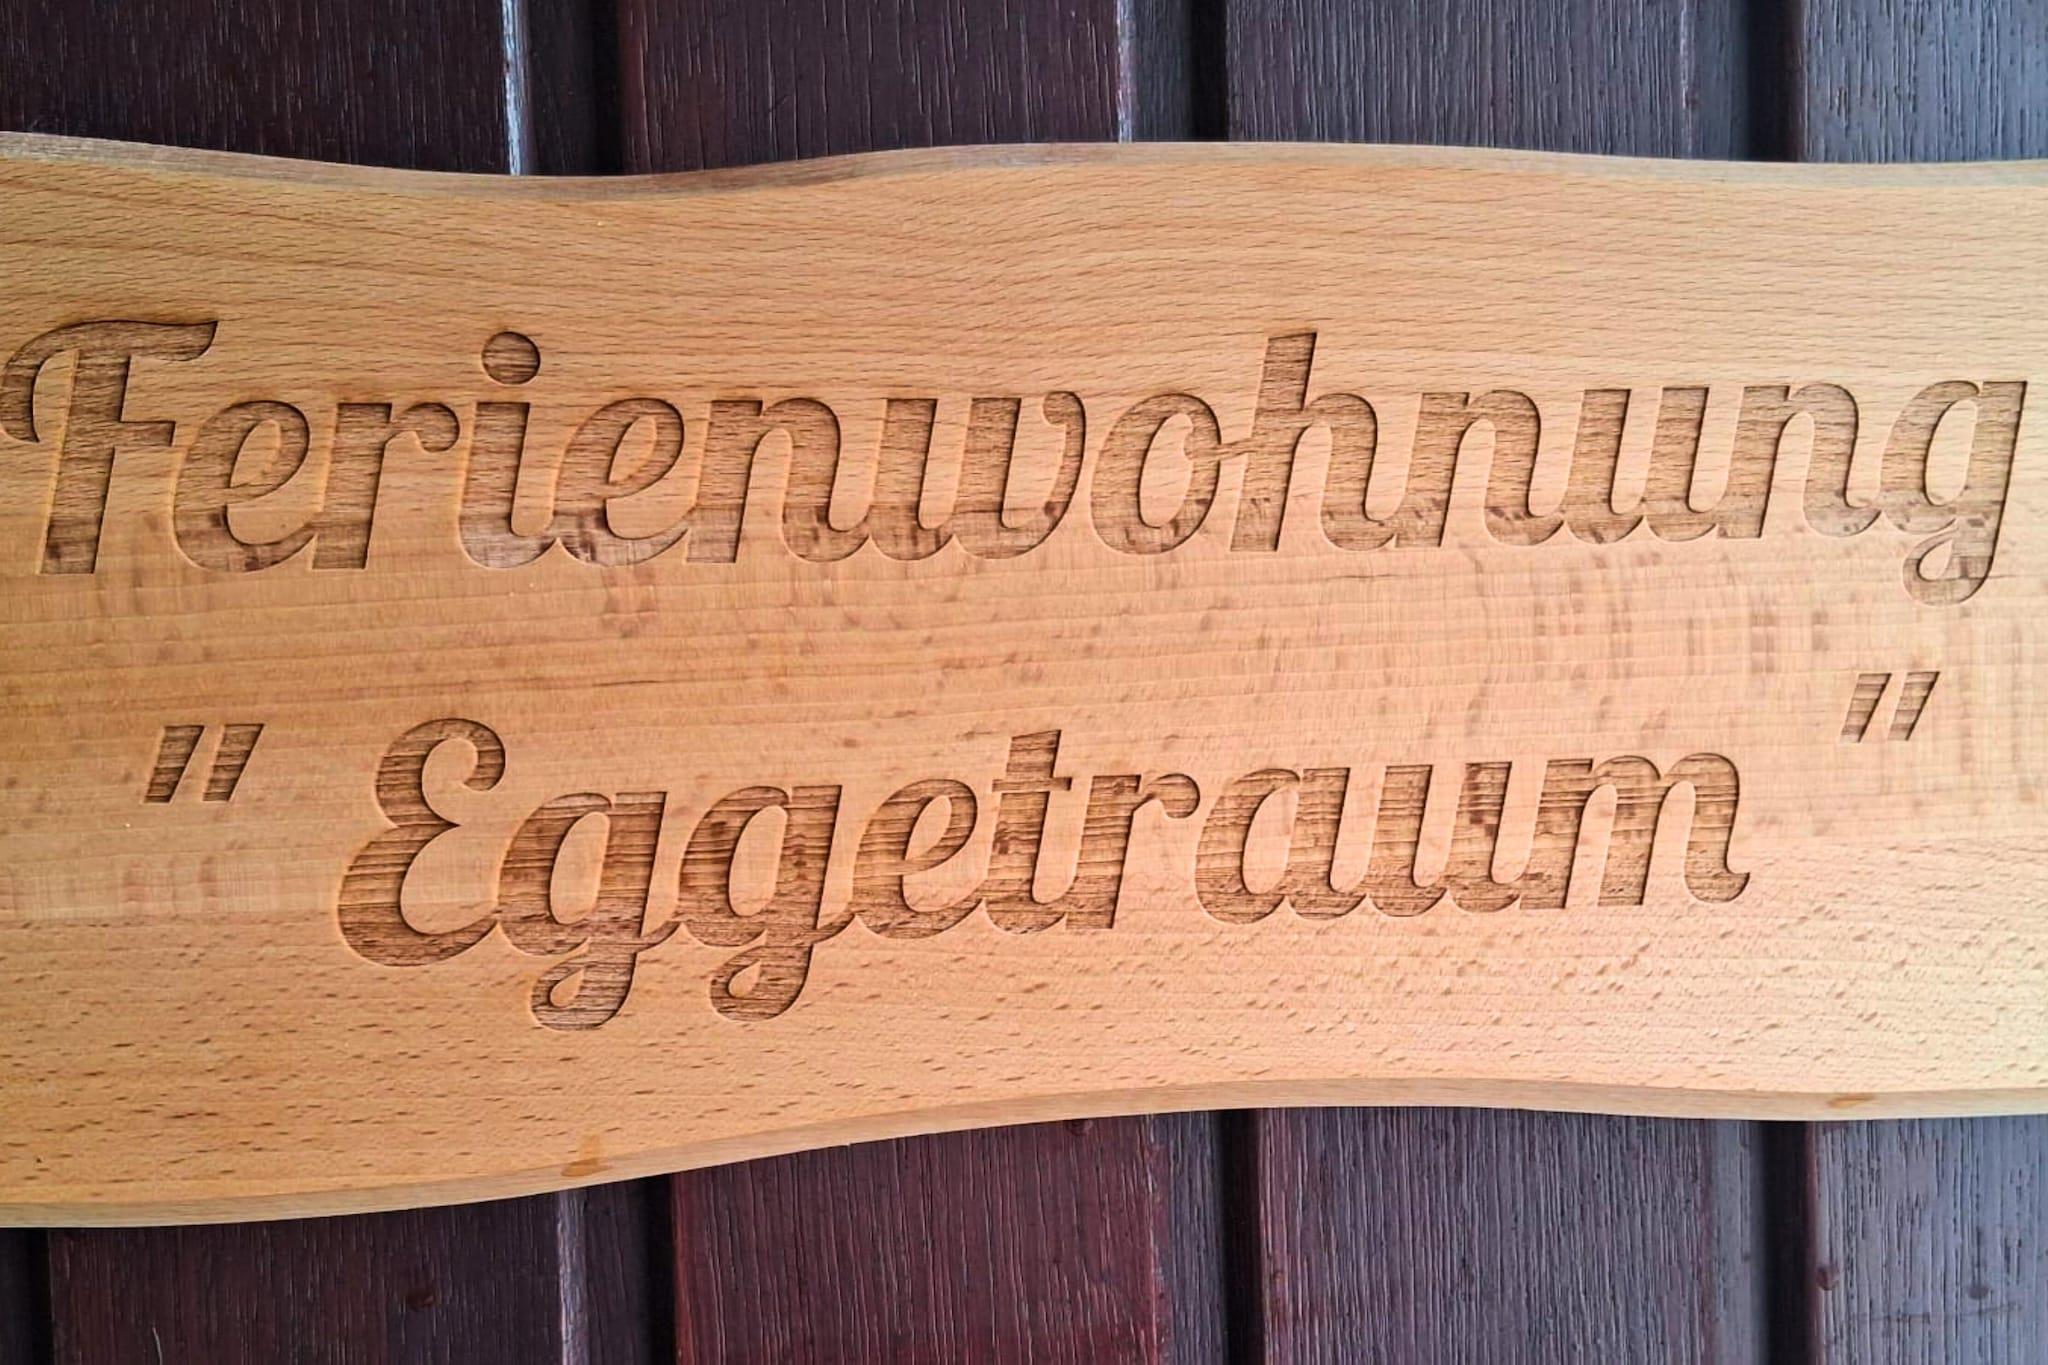 Ferienwohnung
" Eggetraum "